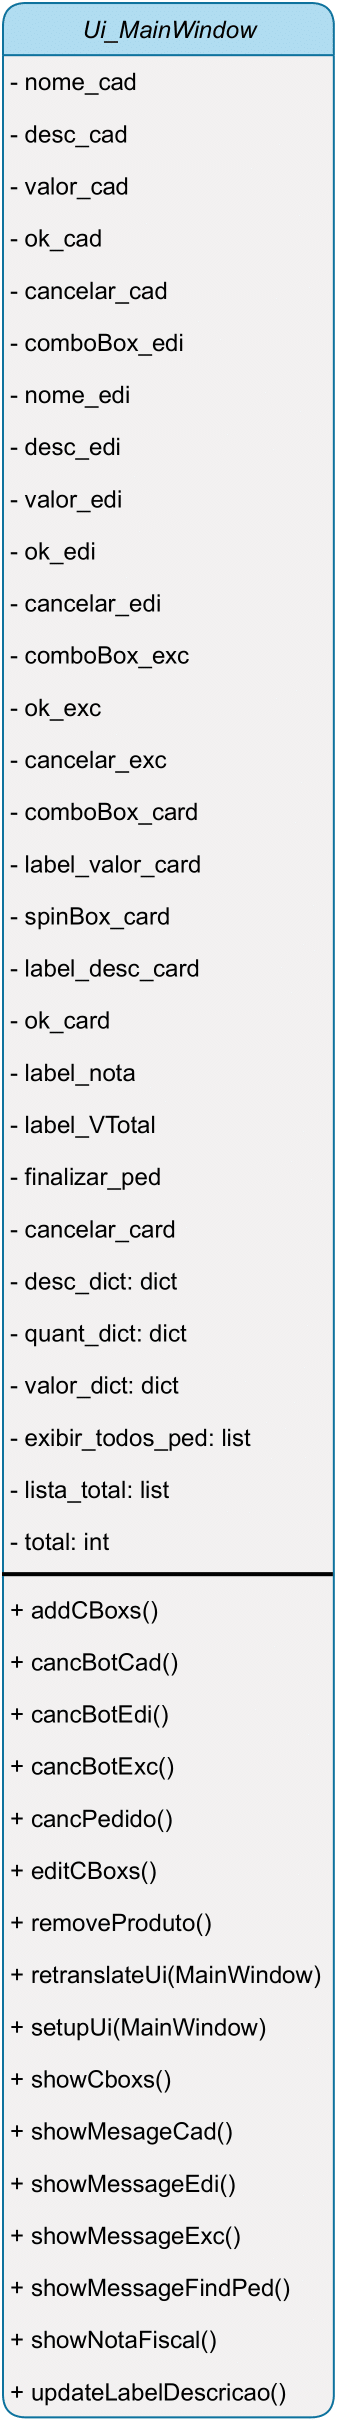 Ui_MainWindow
- nome_cad
- desc_cad
- valor_cad
- ok_cad
- cancelar_cad
- comboBox_edi
- nome_edi
- desc_edi
- valor_edi
- ok_edi
- cancelar_edi
- comboBox_exc
- ok_exc
- cancelar_exc
- comboBox_card
- label_valor_card
- spinBox_card
- label_desc_card
- ok_card
- label_nota
- label_VTotal
- finalizar_ped
- cancelar_card
- desc_dict: dict
- quant_dict: dict
- valor_dict: dict
- exibir_todos_ped: list
- lista_total: list
- total: int
+ addCBoxs()
+ cancBotCad()
+ cancBotEdi()
+ cancBotExc()
+ cancPedido()
+ editCBoxs()
+ removeProduto()
+ retranslateUi(MainWindow)
+ setupUi(MainWindow)
+ showCboxs()
+ showMesageCad()
+ showMessageEdi()
+ showMessageExc()
+ showMessageFindPed()
+ showNotaFiscal()
+ updateLabelDescricao()